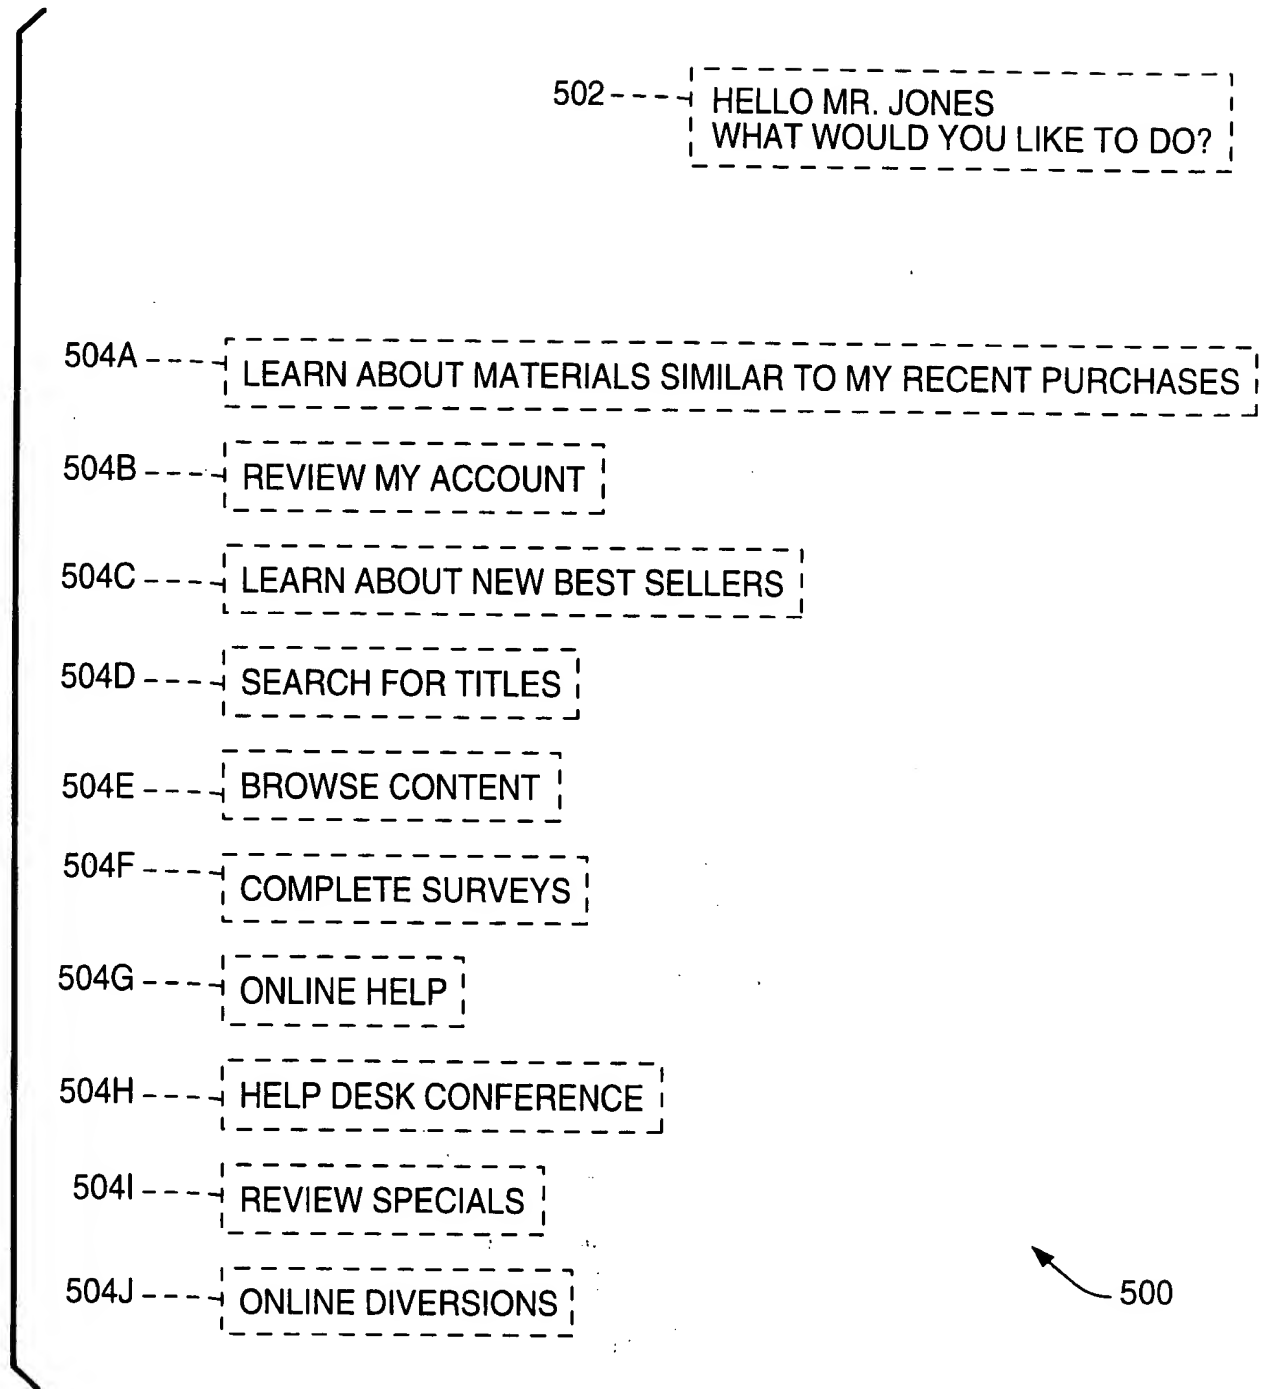 502 HELLO MR. JONES
WHAT WOULD YOU LIKE TO DO?
504A LEARN ABOUT MATERIALS SIMILAR TO MY RECENT PURCHASES
504B REVIEW MY ACCOUNT
504C LEARN ABOUT NEW BEST SELLERS
504D SEARCH FOR TITLES
504E BROWSE CONTENT
504F COMPLETE SURVEYS
504G ONLINE HELP
504H HELP DESK CONFERENCE
504I REVIEW SPECIALS
504J ONLINE DIVERSIONS
500